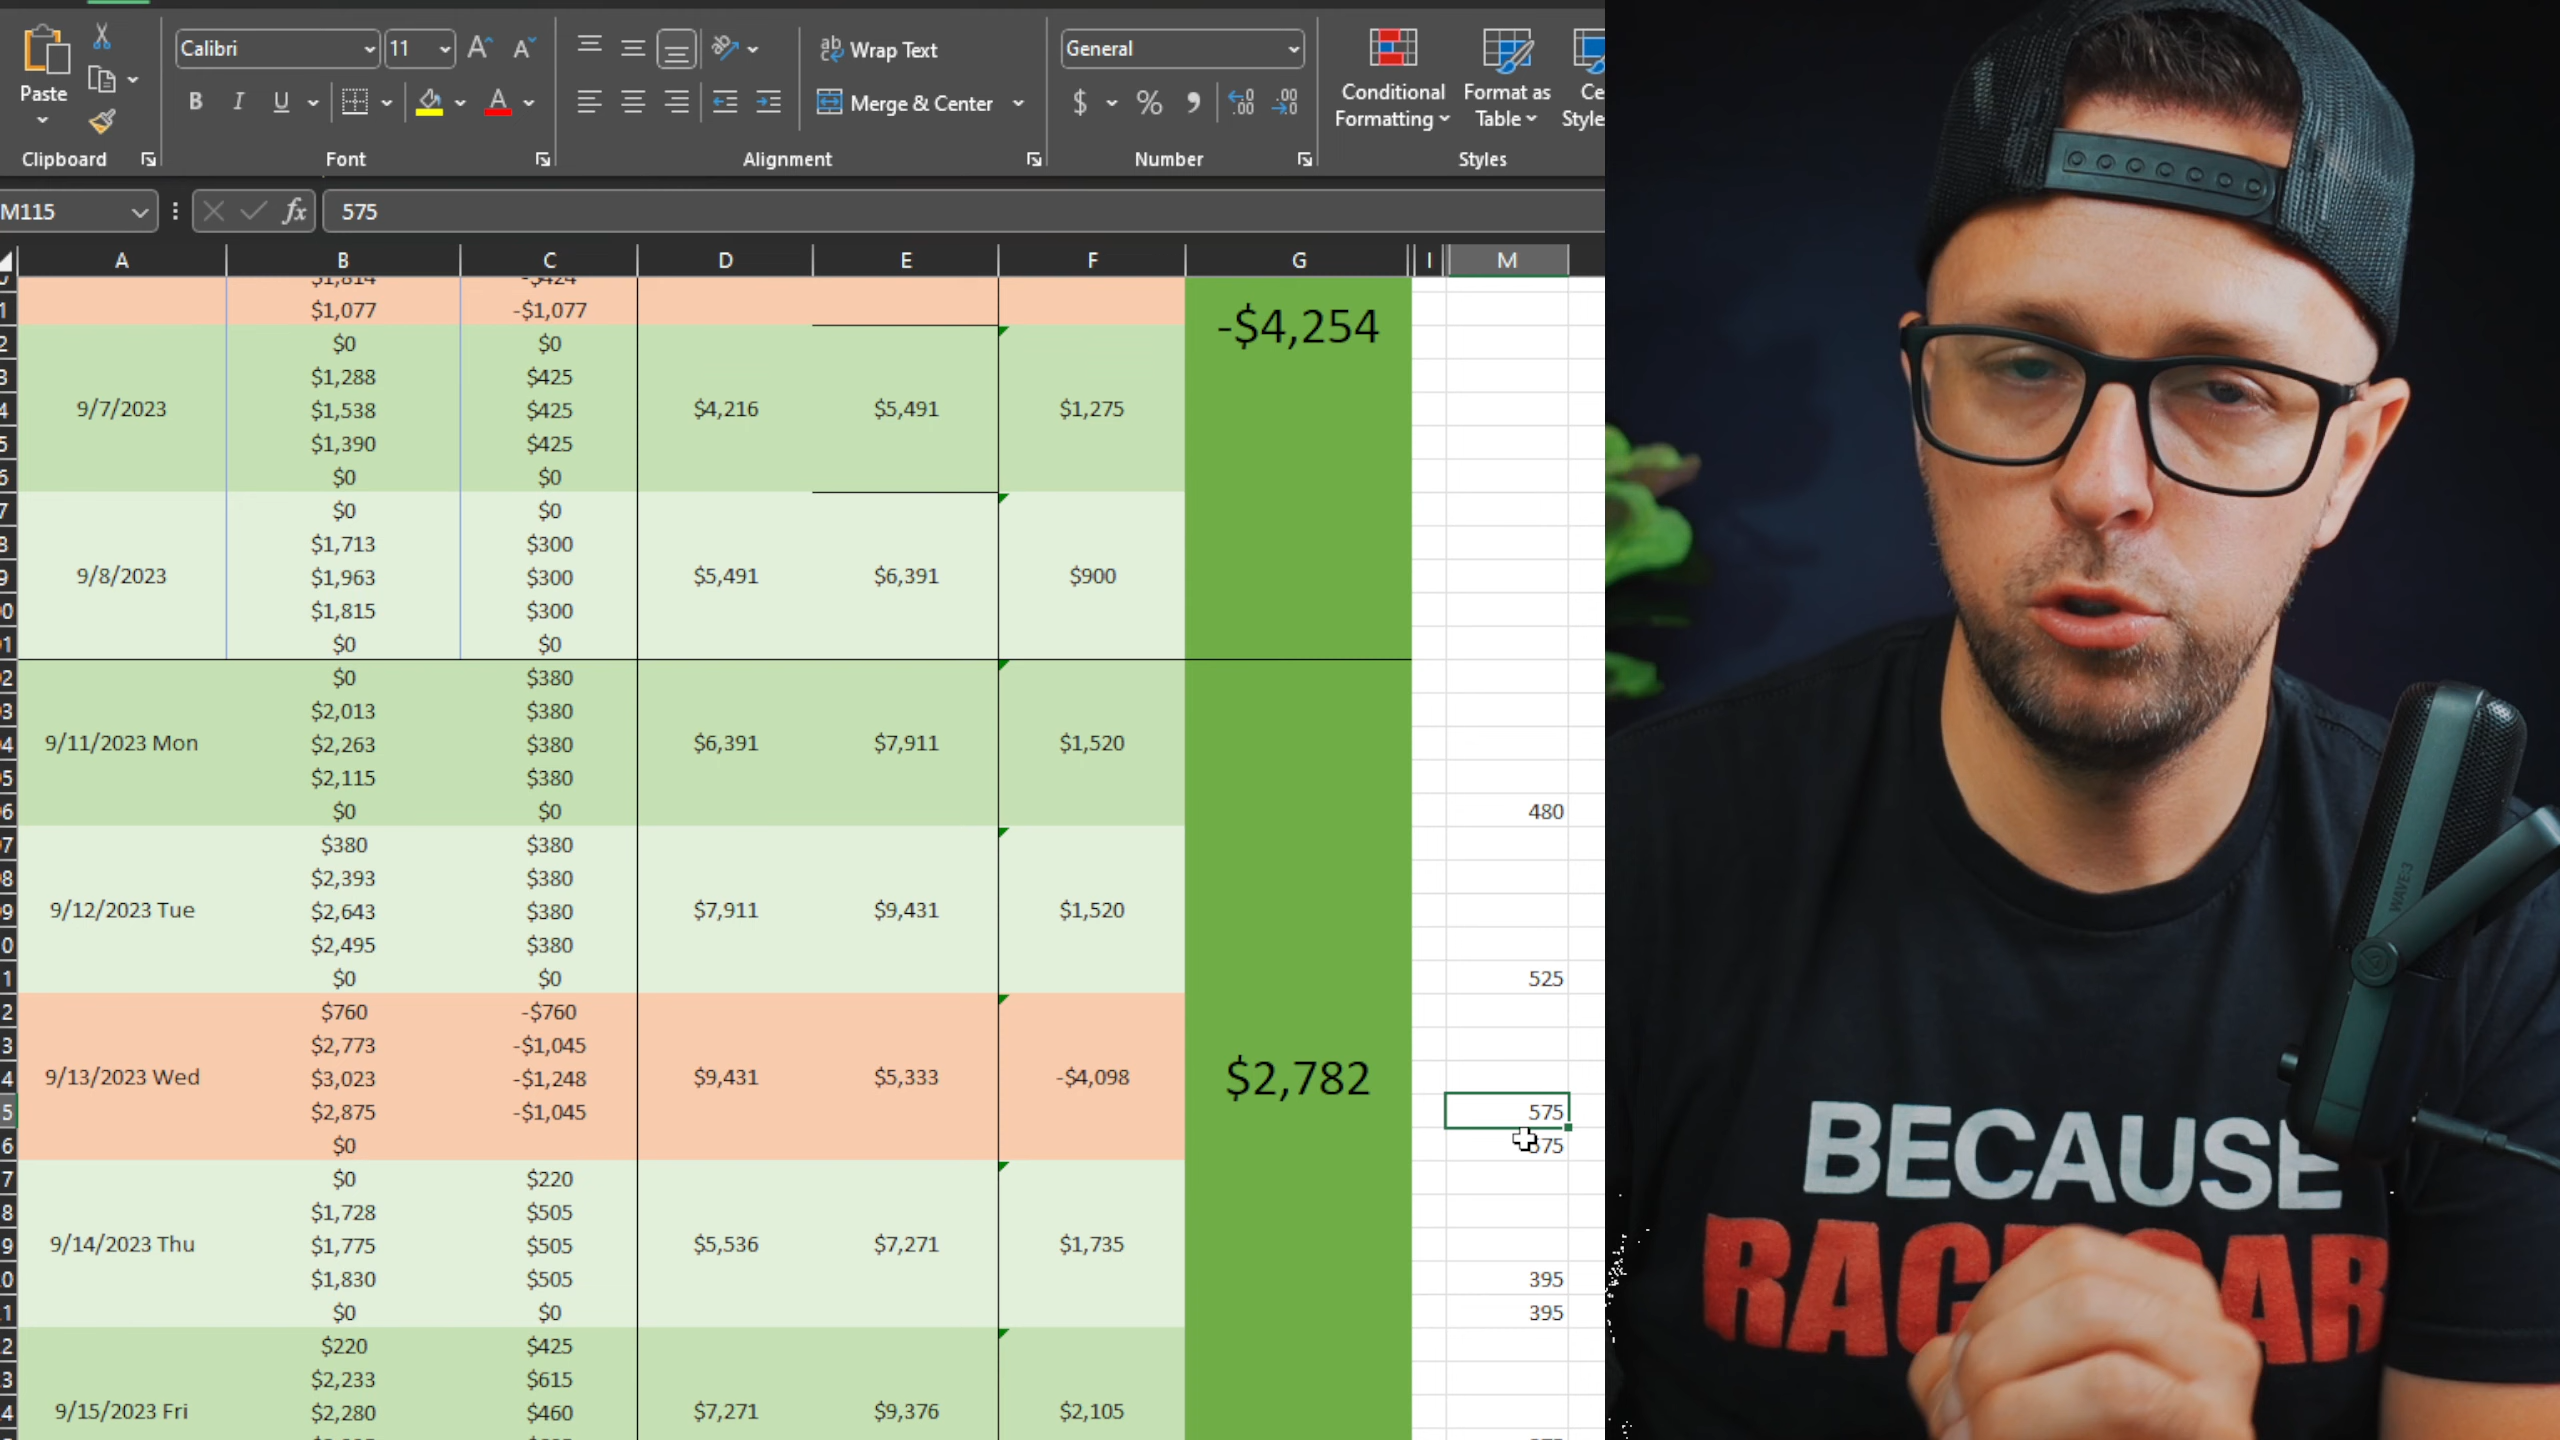 Calibri 11 Wrap Text General
Paste B I U Merge & Center $ % Conditional Formatting Format as Table
Clipboard Font Alignment Number Styles
M115 fx 575
A B C D E F G I M
$1,814 -$424
$1,077 -$1,077 -$4,254
$0 $0
$1,288 $425
9/7/2023 $1,538 $425 $4,216 $5,491 $1,275
$1,390 $425
$0 $0
$0 $0
$1,713 $300
9/8/2023 $1,963 $300 $5,491 $6,391 $900
$1,815 $300
$0 $0
$0 $380
$2,013 $380
9/11/2023 Mon $2,263 $380 $6,391 $7,911 $1,520
$2,115 $380
$0 $0 480
$380 $380
$2,393 $380
9/12/2023 Tue $2,643 $380 $7,911 $9,431 $1,520
$2,495 $380
$0 $0 525
$760 -$760
$2,773 -$1,045
9/13/2023 Wed $3,023 -$1,248 $9,431 $5,333 -$4,098 $2,782
$2,875 -$1,045 575
$0
$0 $220
$1,728 $505
9/14/2023 Thu $1,775 $505 $5,536 $7,271 $1,735
$1,830 $505 395
$0 $0 395
$220 $425
$2,233 $615
9/15/2023 Fri $2,280 $460 $7,271 $9,376 $2,105
WAVE:3
BECAUSE